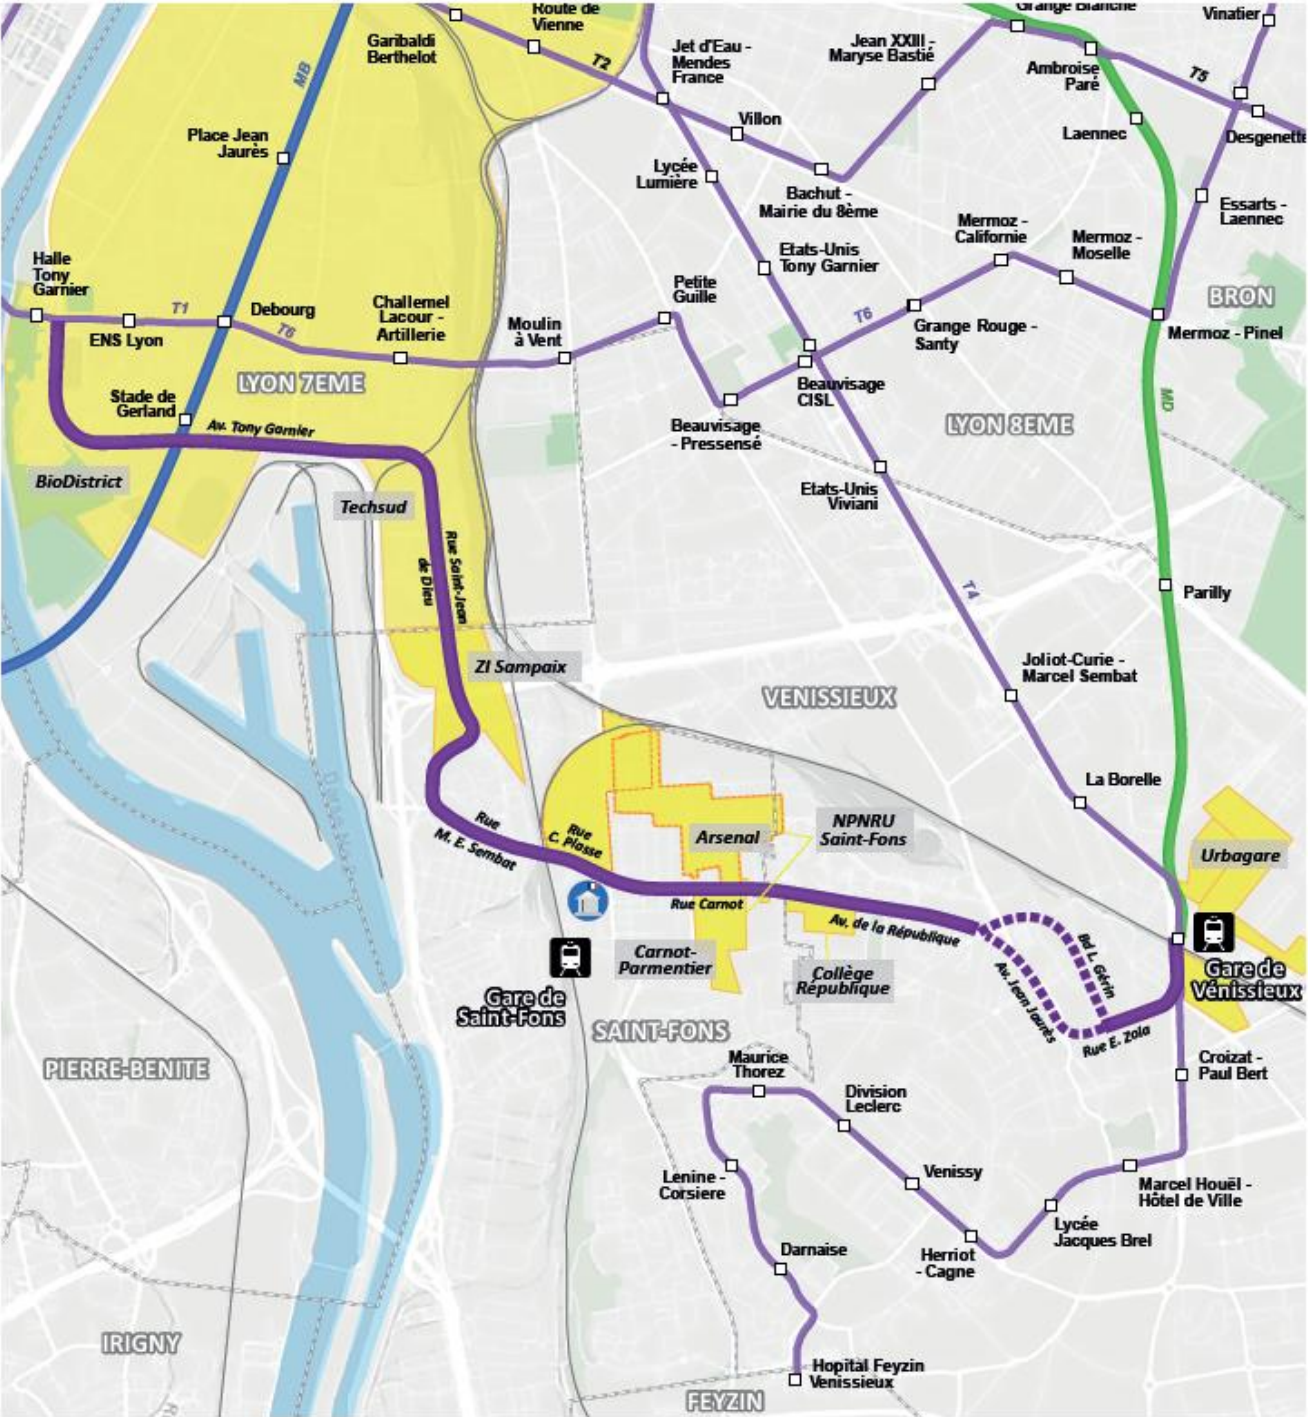 Route de
Vienne
Grange Blanche
Vinatier
Garibaldi
Berthelot
T2
Jet d'Eau -
Mendes
France
Jean XXIII -
Maryse Bastié
Ambroise
Paré
T5
MB
Place Jean
Jaurès
Villon
Laennec
Desgenette
Lycée
Lumière
Bachut -
Mairie du 8ème
Essarts -
Laennec
Mermoz -
Californie
Mermoz -
Moselle
Halle
Tony
Garnier
Etats-Unis
Tony Garnier
Petite
Guille
BRON
T1
Debourg
T6
Challemel
Lacour -
Artillerie
Moulin
à Vent
T6
Grange Rouge -
Santy
Mermoz - Pinel
ENS Lyon
LYON 7EME
Beauvisage
CISL
MD
Stade de
Gerland
Av. Tony Garnier
Beauvisage
- Pressensé
LYON 8EME
BioDistrict
Techsud
Etats-Unis
Viviani
Rue Saint-Jean
de Dieu
T4
Parilly
ZI Sampaix
Joliot-Curie -
Marcel Sembat
VENISSIEUX
La Borelle
Rue
M. E. Sembat
Rue
C. Plasse
Arsenal
NPNRU
Saint-Fons
Urbagare
Rue Carnot
Av. de la République
Carnot-
Parmentier
Collège
République
Bd L. Gérin
Av. Jean Jaurès
Rue E. Zola
Gare de
Vénissieux
Gare de
Saint-Fons
SAINT-FONS
PIERRE-BENITE
Maurice
Thorez
Croizat -
Paul Bert
Division
Leclerc
Lenine -
Corsiere
Venissy
Marcel Houël -
Hôtel de Ville
Lycée
Jacques Brel
Darnaise
Herriot
- Cagne
IRIGNY
Hopital Feyzin
Venissieux
FEYZIN